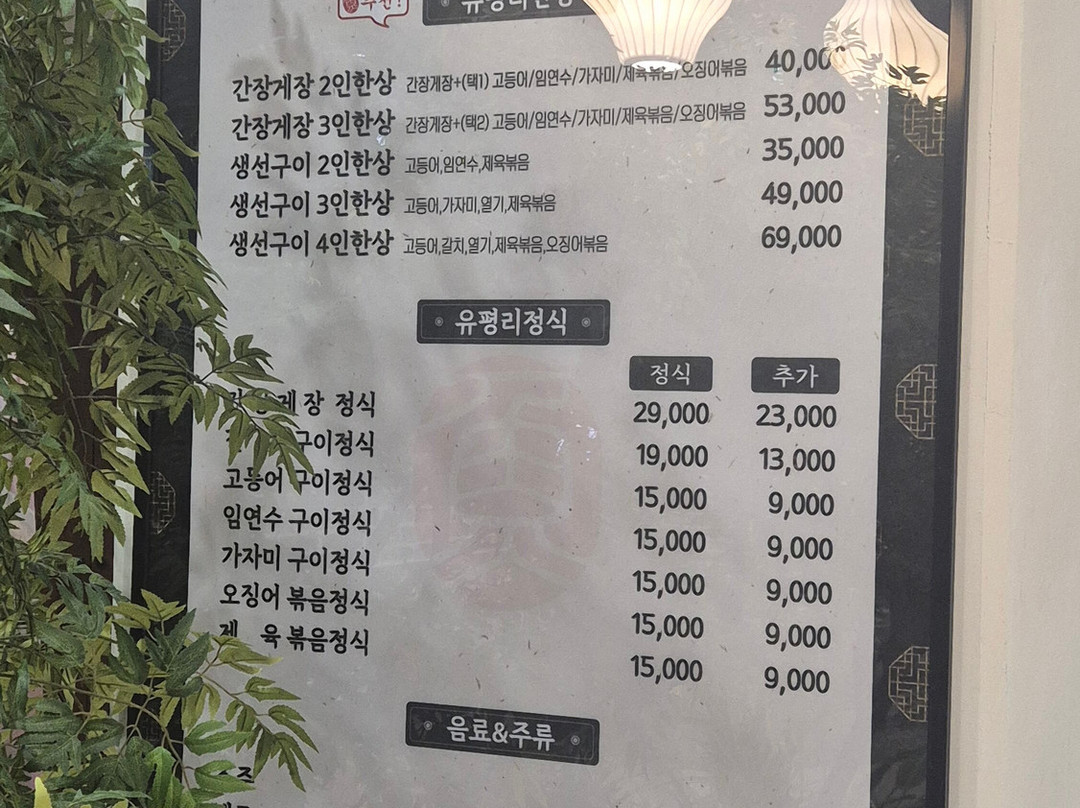 추천!
간장게장 2인한상 간장게장+(택1) 고등어/임연수/가자미/제육볶음/오징어볶음 40,000
간장게장 3인한상 간장게장+(택2) 고등어/임연수/가자미/제육볶음/오징어볶음 53,000
생선구이 2인한상 고등어,임연수,제육볶음 35,000
생선구이 3인한상 고등어,가자미,열기,제육볶음 49,000
생선구이 4인한상 고등어,갈치,열기,제육볶음,오징어볶음 69,000
유평리정식
정식 추가
게장 정식 29,000 23,000
구이정식 19,000 13,000
고등어 구이정식 15,000 9,000
임연수 구이정식 15,000 9,000
가자미 구이정식 15,000 9,000
오징어 볶음정식 15,000 9,000
제 육 볶음정식 15,000 9,000
음료&주류